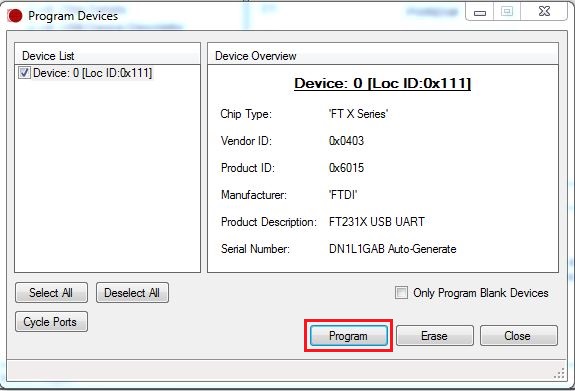 Program Devices
Device List
Device: 0 [Loc ID:0x111]
Device Overview
Device: 0 [Loc ID:0x111]
Chip Type: 'FT X Series'
Vendor ID: 0x0403
Product ID: 0x6015
Manufacturer: 'FTDI'
Product Description: FT231X USB UART
Serial Number: DN1L1GAB Auto-Generate
Select All
Deselect All
Only Program Blank Devices
Cycle Ports
Program
Erase
Close